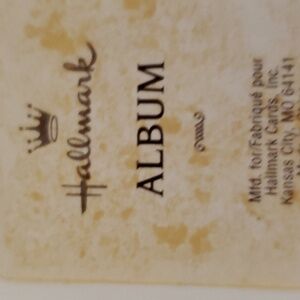 Hallmark
ALBUM
Mfd. for/Fabriqué pour
Hallmark Cards, Inc.
Kansas City, MO 64141